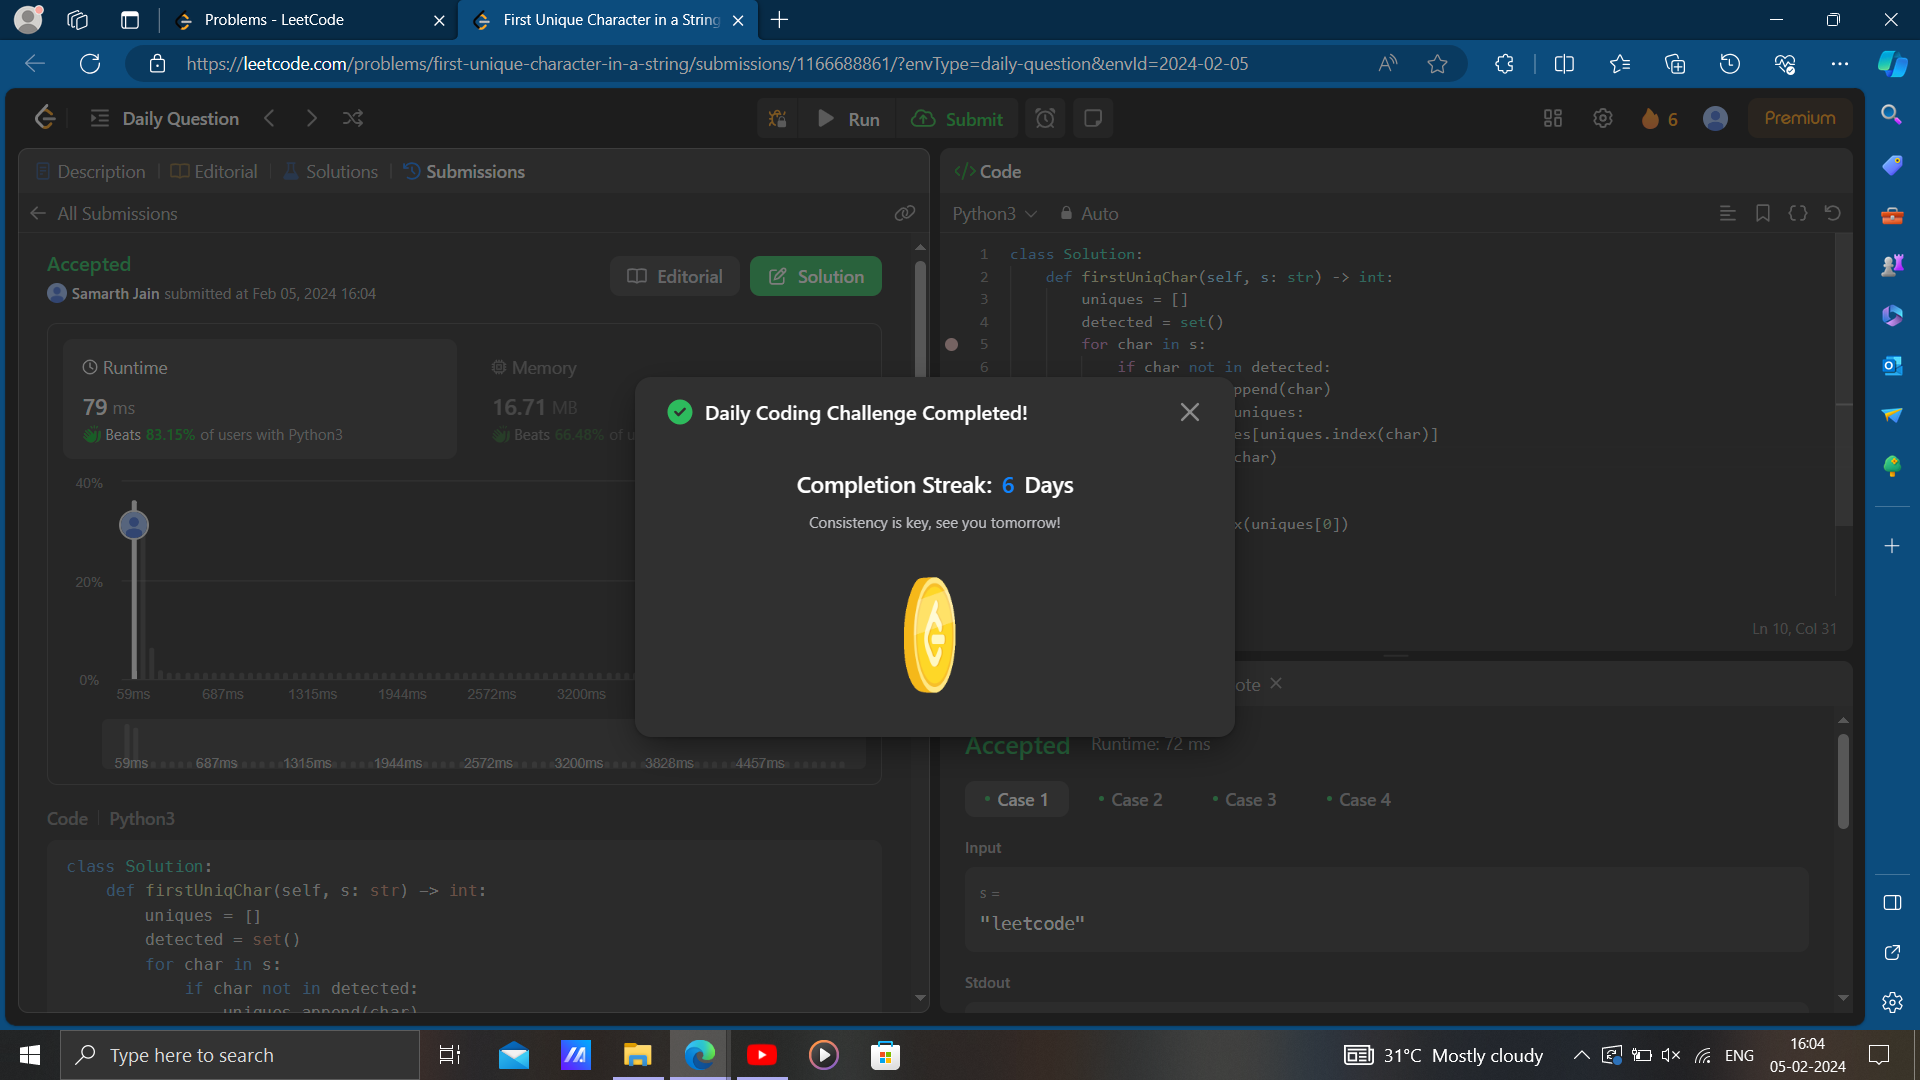 Problems - LeetCode
First Unique Character in a String
https://leetcode.com/problems/first-unique-character-in-a-string/submissions/1166688861/?envType=daily-question&envId=2024-02-05
Daily Question
Run
Submit
6
Premium
Description
Editorial
Solutions
Submissions
All Submissions
Accepted
Samarth Jain submitted at Feb 05, 2024 16:04
Editorial
Solution
Runtime
79 ms
Beats 83.15% of users with Python3
Memory
16.71 MB
Beats 66.48% of u
40%
20%
0%
59ms 687ms 1315ms 1944ms 2572ms 3200ms
59ms 687ms 1315ms 1944ms 2572ms 3200ms 3828ms 4457ms
Code
Python3
class Solution:
def firstUniqChar(self, s: str) -> int:
uniques = []
detected = set()
for char in s:
if char not in detected:
uniques.append(char)
Daily Coding Challenge Completed!
Completion Streak: 6 Days
Consistency is key, see you tomorrow!
</> Code
Python3
Auto
1 class Solution:
2 def firstUniqChar(self, s: str) -> int:
3 uniques = []
4 detected = set()
5 for char in s:
6 if char not in detected:
ppend(char)
uniques:
es[uniques.index(char)]
char)
x(uniques[0])
Ln 10, Col 31
ote
Accepted
Runtime: 72 ms
Case 1
Case 2
Case 3
Case 4
Input
s =
"leetcode"
Stdout
Type here to search
31°C Mostly cloudy
ENG
16:04
05-02-2024